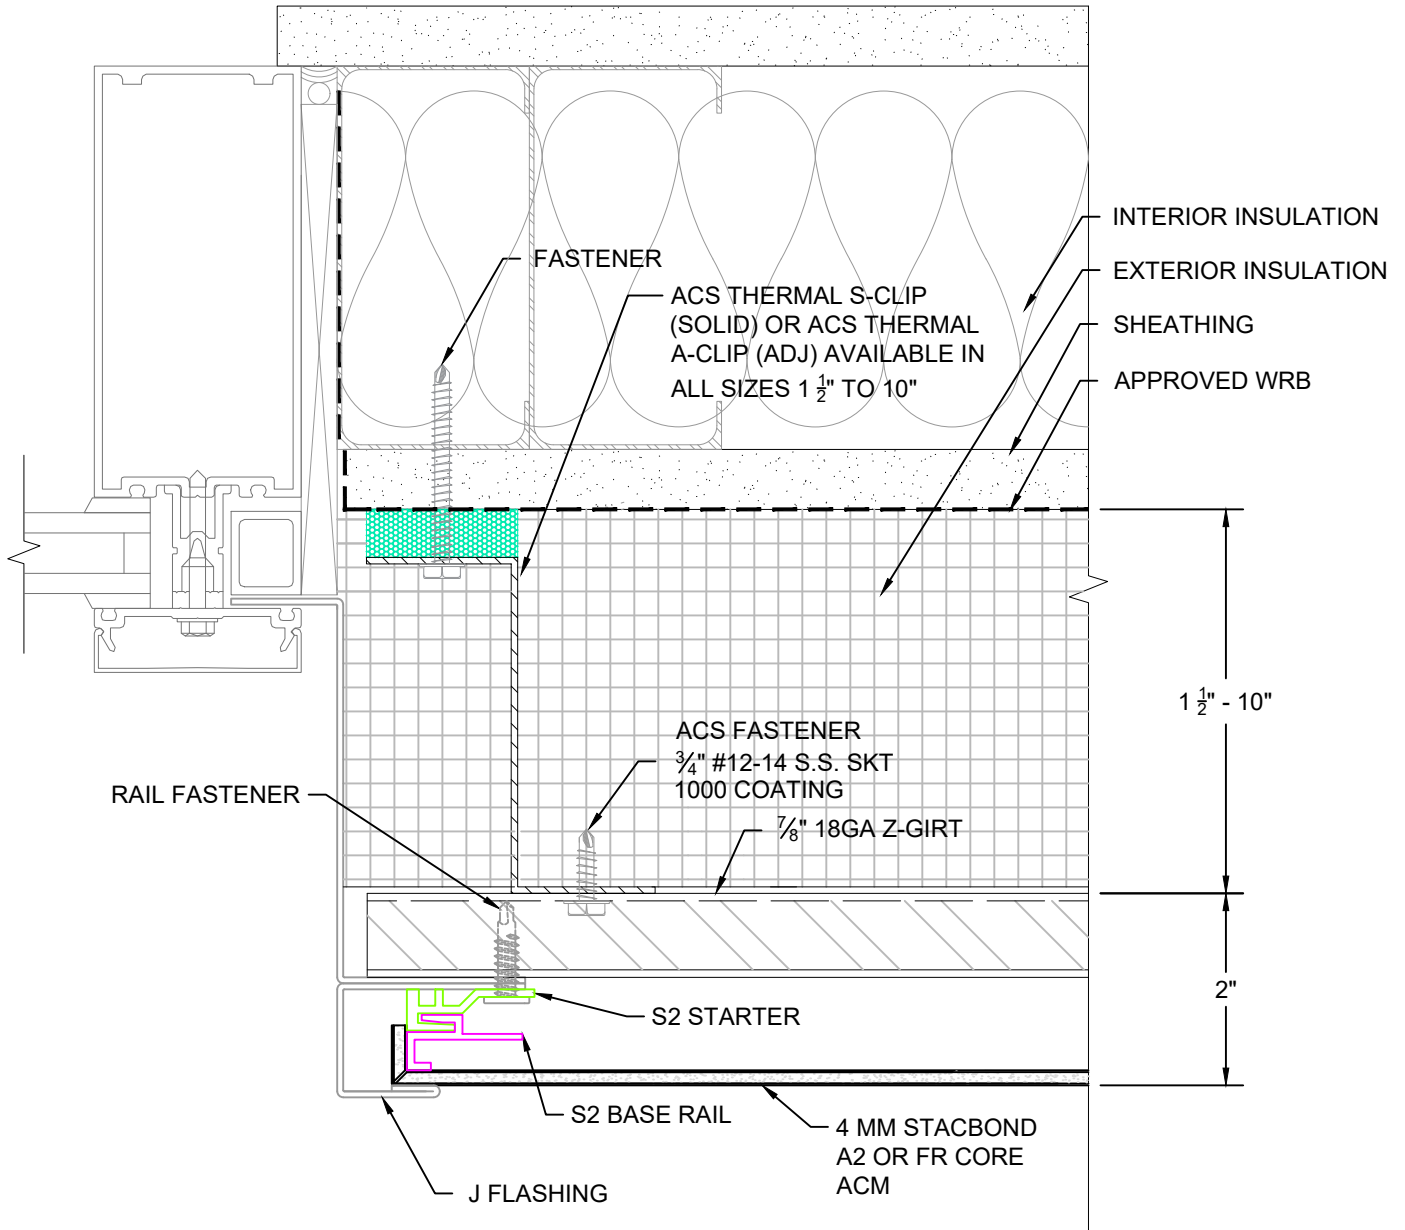 INTERIOR INSULATION
EXTERIOR INSULATION
SHEATHING
APPROVED WRB
FASTENER
ACS THERMAL S-CLIP
(SOLID) OR ACS THERMAL
A-CLIP (ADJ) AVAILABLE IN
ALL SIZES 1 1/2" TO 10"
1 1/2" - 10"
ACS FASTENER
3/4" #12-14 S.S. SKT
1000 COATING
RAIL FASTENER
7/8" 18GA Z-GIRT
2"
S2 STARTER
S2 BASE RAIL
4 MM STACBOND
A2 OR FR CORE
ACM
J FLASHING